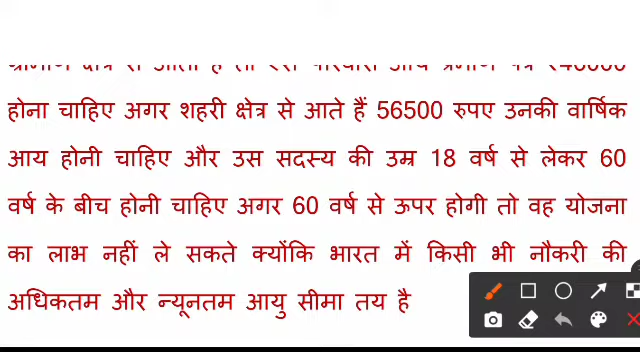 होना चाहिए अगर शहरी क्षेत्र से आते हैं 56500 रुपए उनकी वार्षिक
आय होनी चाहिए और उस सदस्य की उम्र 18 वर्ष से लेकर 60
वर्ष के बीच होनी चाहिए अगर 60 वर्ष से ऊपर होगी तो वह योजना
का लाभ नहीं ले सकते क्योंकि भारत में किसी भी नौकरी की
अधिकतम और न्यूनतम आयु सीमा तय है